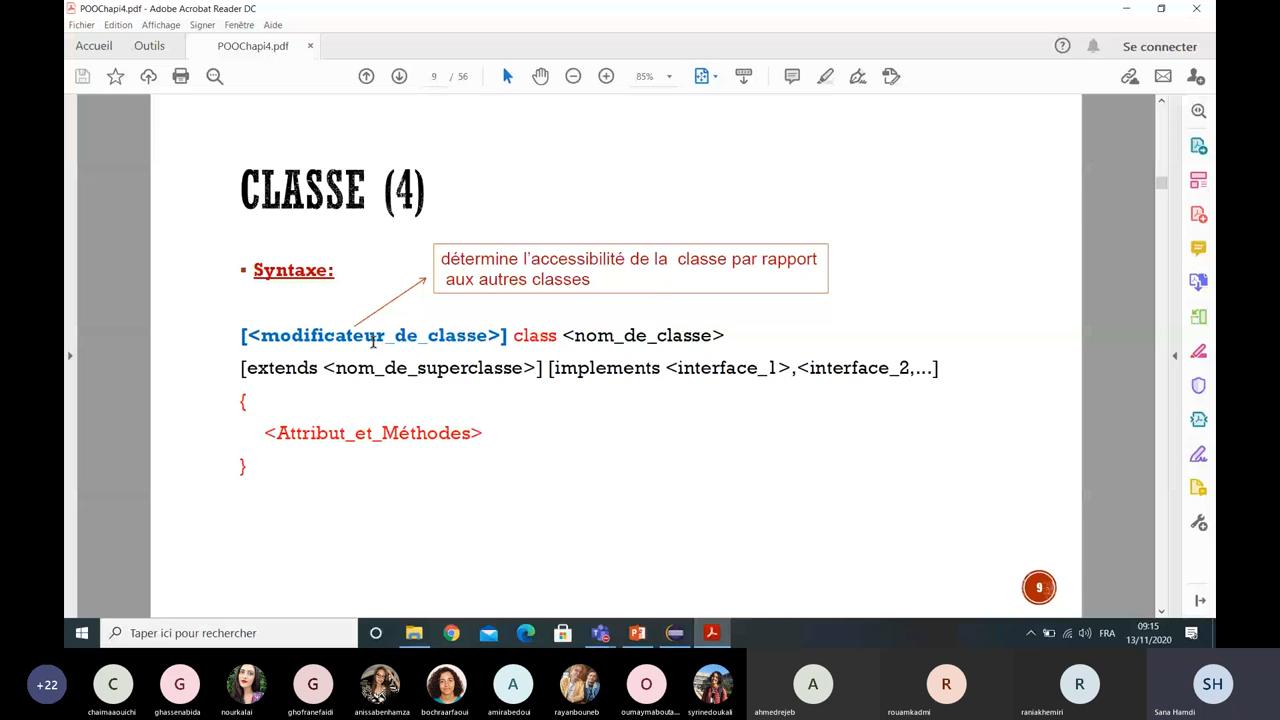 POOChapi4.pdf - Adobe Acrobat Reader DC
Fichier Edition Affichage Signer Fenêtre Aide
Accueil Outils POOChapi4.pdf × Se connecter
9 / 56 85%
CLASSE (4)
détermine l'accessibilité de la classe par rapport
aux autres classes
▪ Syntaxe:
[<modificateur_de_classe>] class <nom_de_classe>
[extends <nom_de_superclasse>] [implements <interface_1>,<interface_2,...]
{
<Attribut_et_Méthodes>
}
9
Taper ici pour rechercher
FRA
09:15
13/11/2020
+22 C G G A O A R R SH
chaimaaouichi ghassenabida nourkalai ghofranefaidi anissabenhamza bochraarfaoui amirabedoui rayanbouneb oumaymabouta... syrinedoukali ahmedrejeb rouamkadmi raniakhemiri Sana Hamdi